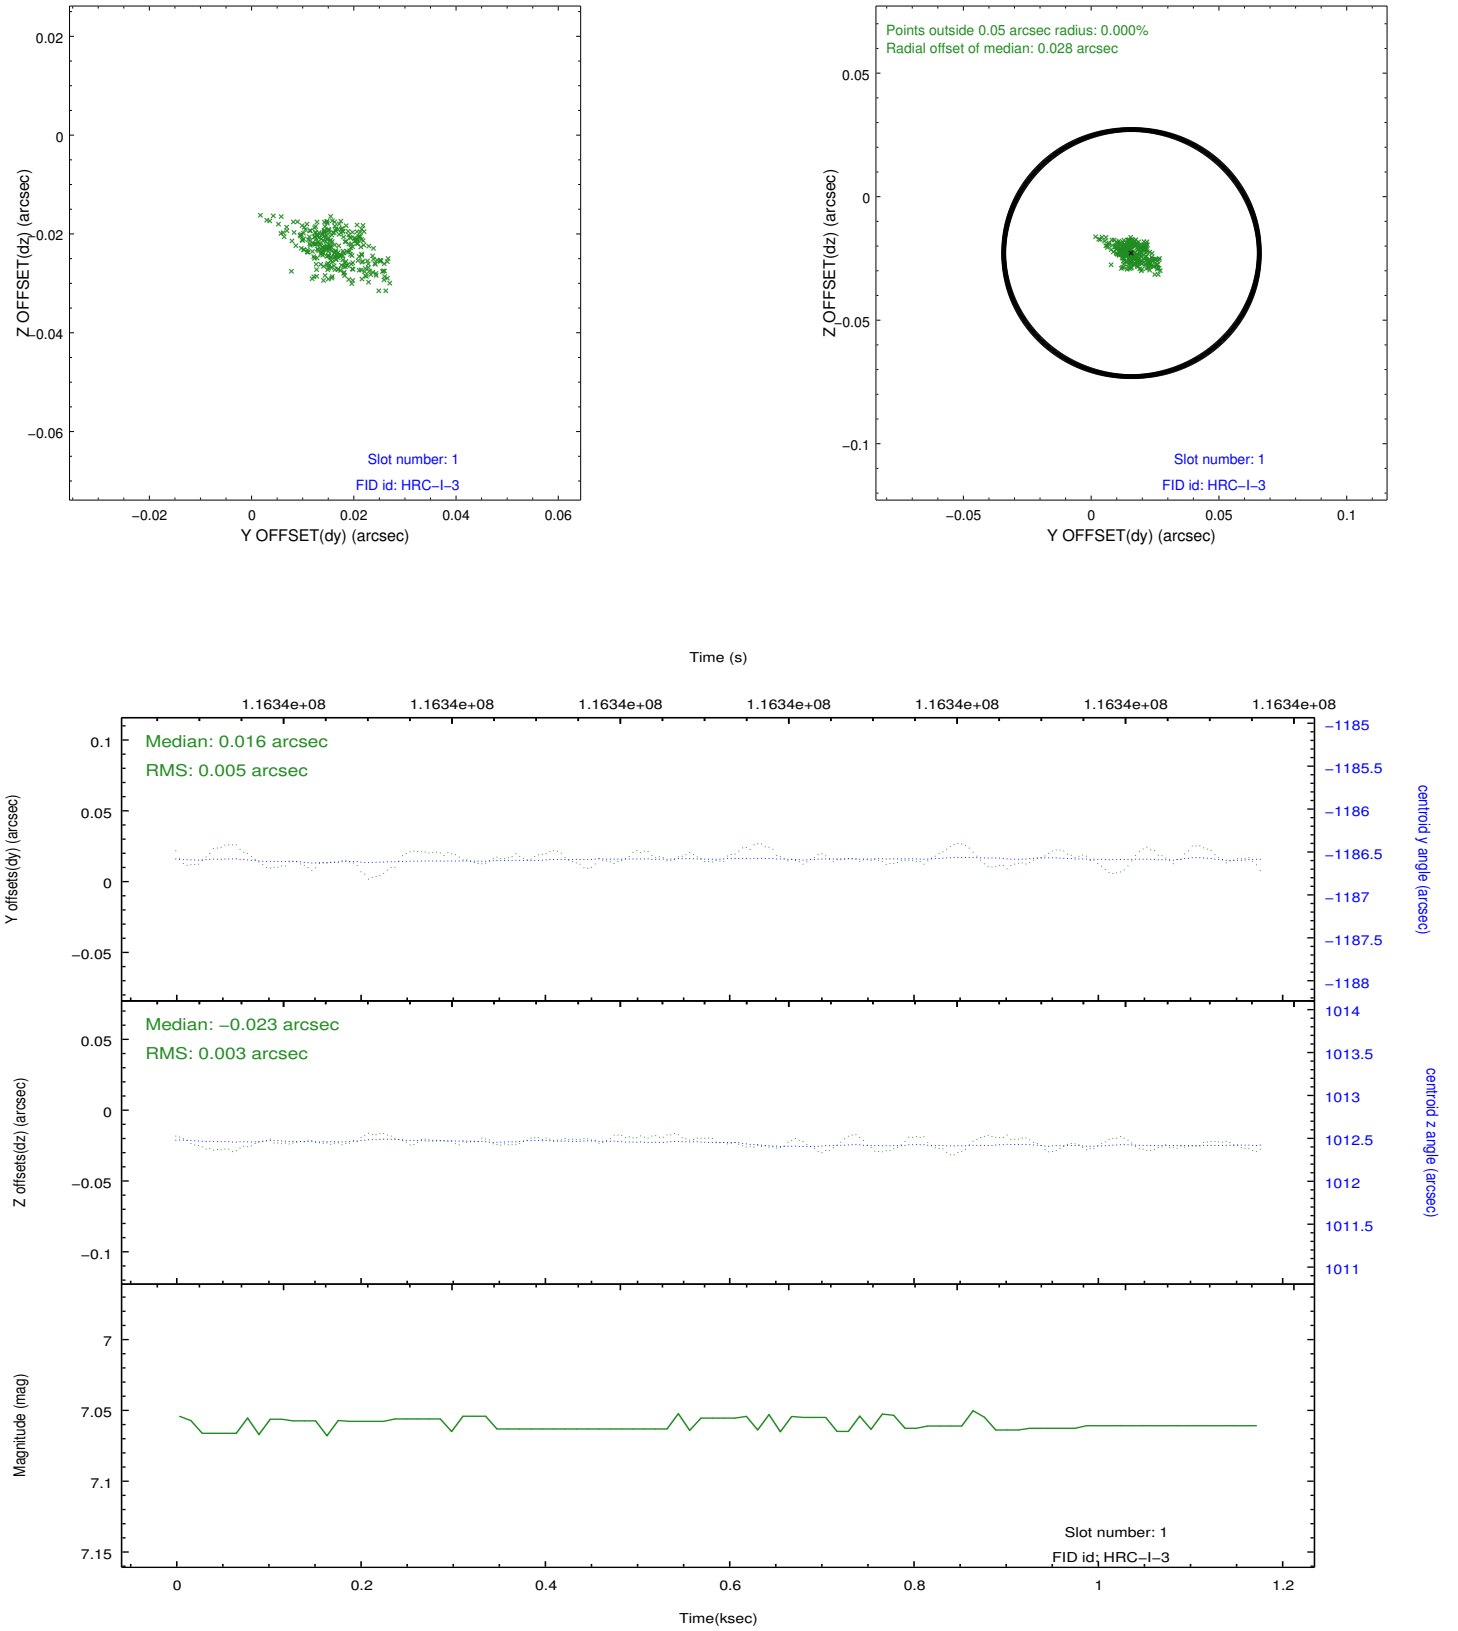 0.02
0
−0.02
−0.04
−0.06
Z OFFSET(dz) (arcsec)
Slot number: 1
FID id: HRC−I−3
−0.02
0
0.02
0.04
0.06
Y OFFSET(dy) (arcsec)
Points outside 0.05 arcsec radius: 0.000%
Radial offset of median: 0.028 arcsec
0.05
0
−0.05
−0.1
Z OFFSET(dz) (arcsec)
Slot number: 1
FID id: HRC−I−3
−0.05
0
0.05
0.1
Y OFFSET(dy) (arcsec)
Time (s)
1.1634e+08
1.1634e+08
1.1634e+08
1.1634e+08
1.1634e+08
1.1634e+08
1.1634e+08
Median: 0.016 arcsec
RMS: 0.005 arcsec
0.1
0.05
0
−0.05
Y offsets(dy) (arcsec)
−1185
−1185.5
−1186
−1186.5
−1187
−1187.5
−1188
centroid y angle (arcsec)
Median: −0.023 arcsec
RMS: 0.003 arcsec
0.05
0
−0.05
−0.1
Z offsets(dz) (arcsec)
1014
1013.5
1013
1012.5
1012
1011.5
1011
centroid z angle (arcsec)
7
7.05
7.1
7.15
Magnitude (mag)
Slot number: 1
FID id: HRC−I−3
0
0.2
0.4
0.6
0.8
1
1.2
Time(ksec)